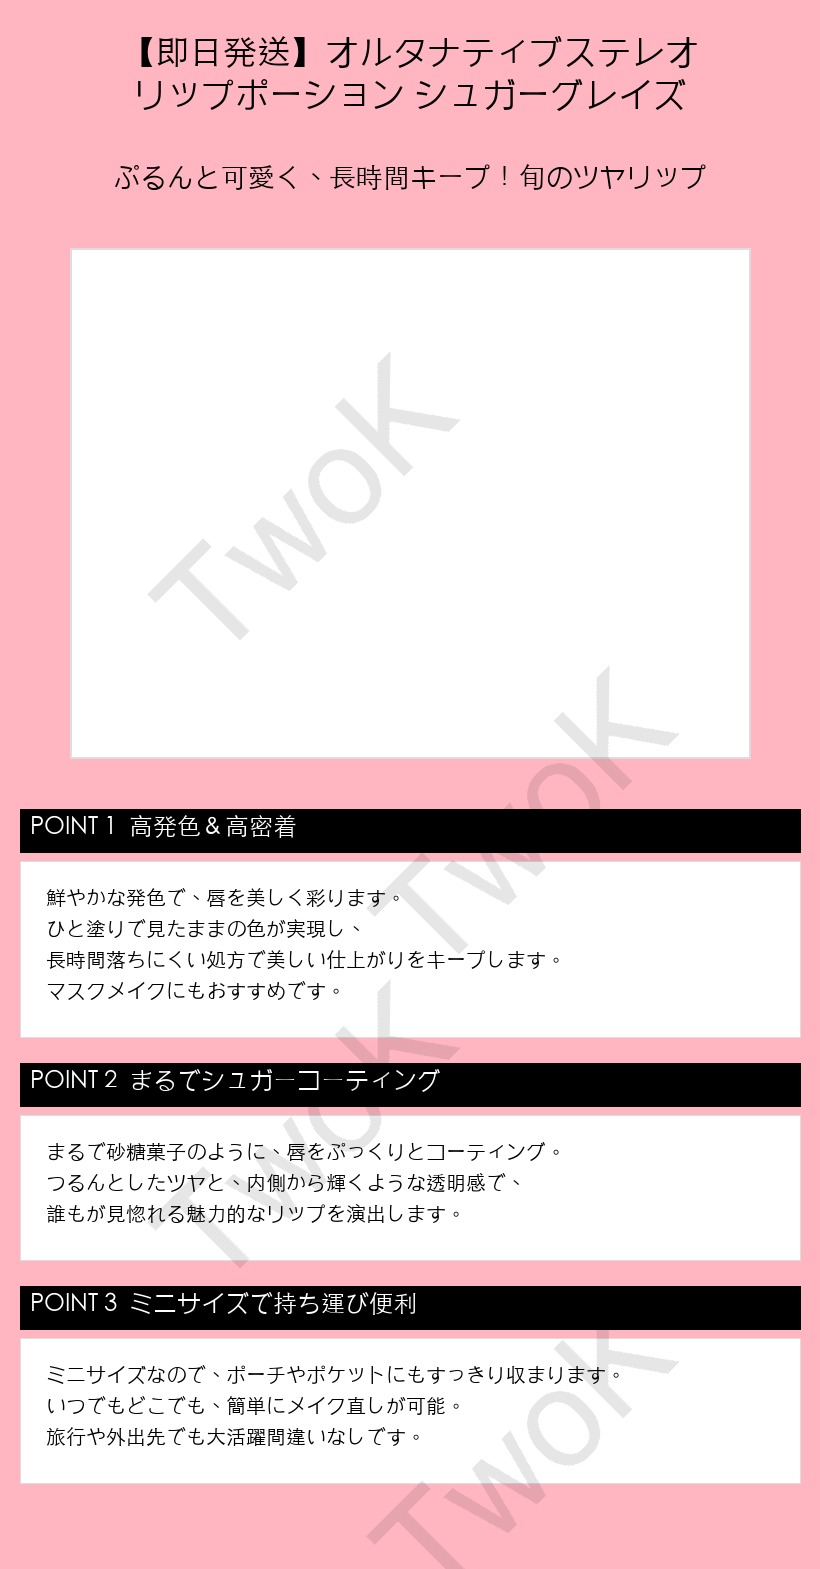 【即日発送】オルタナティブステレオ
リップポーション シュガーグレイズ
ぷるんと可愛く、長時間キープ！旬のツヤリップ
TwoK
TwoK
POINT 1 高発色＆高密着
鮮やかな発色で、唇を美しく彩ります。
ひと塗りで見たままの色が実現し、
長時間落ちにくい処方で美しい仕上がりをキープします。
マスクメイクにもおすすめです。
TwoK
POINT 2 まるでシュガーコーティング
まるで砂糖菓子のように、唇をぷっくりとコーティング。
つるんとしたツヤと、内側から輝くような透明感で、
誰もが見惚れる魅力的なリップを演出します。
POINT 3 ミニサイズで持ち運び便利
ミニサイズなので、ポーチやポケットにもすっきり収まります。
いつでもどこでも、簡単にメイク直しが可能。
旅行や外出先でも大活躍間違いなしです。
TwoK